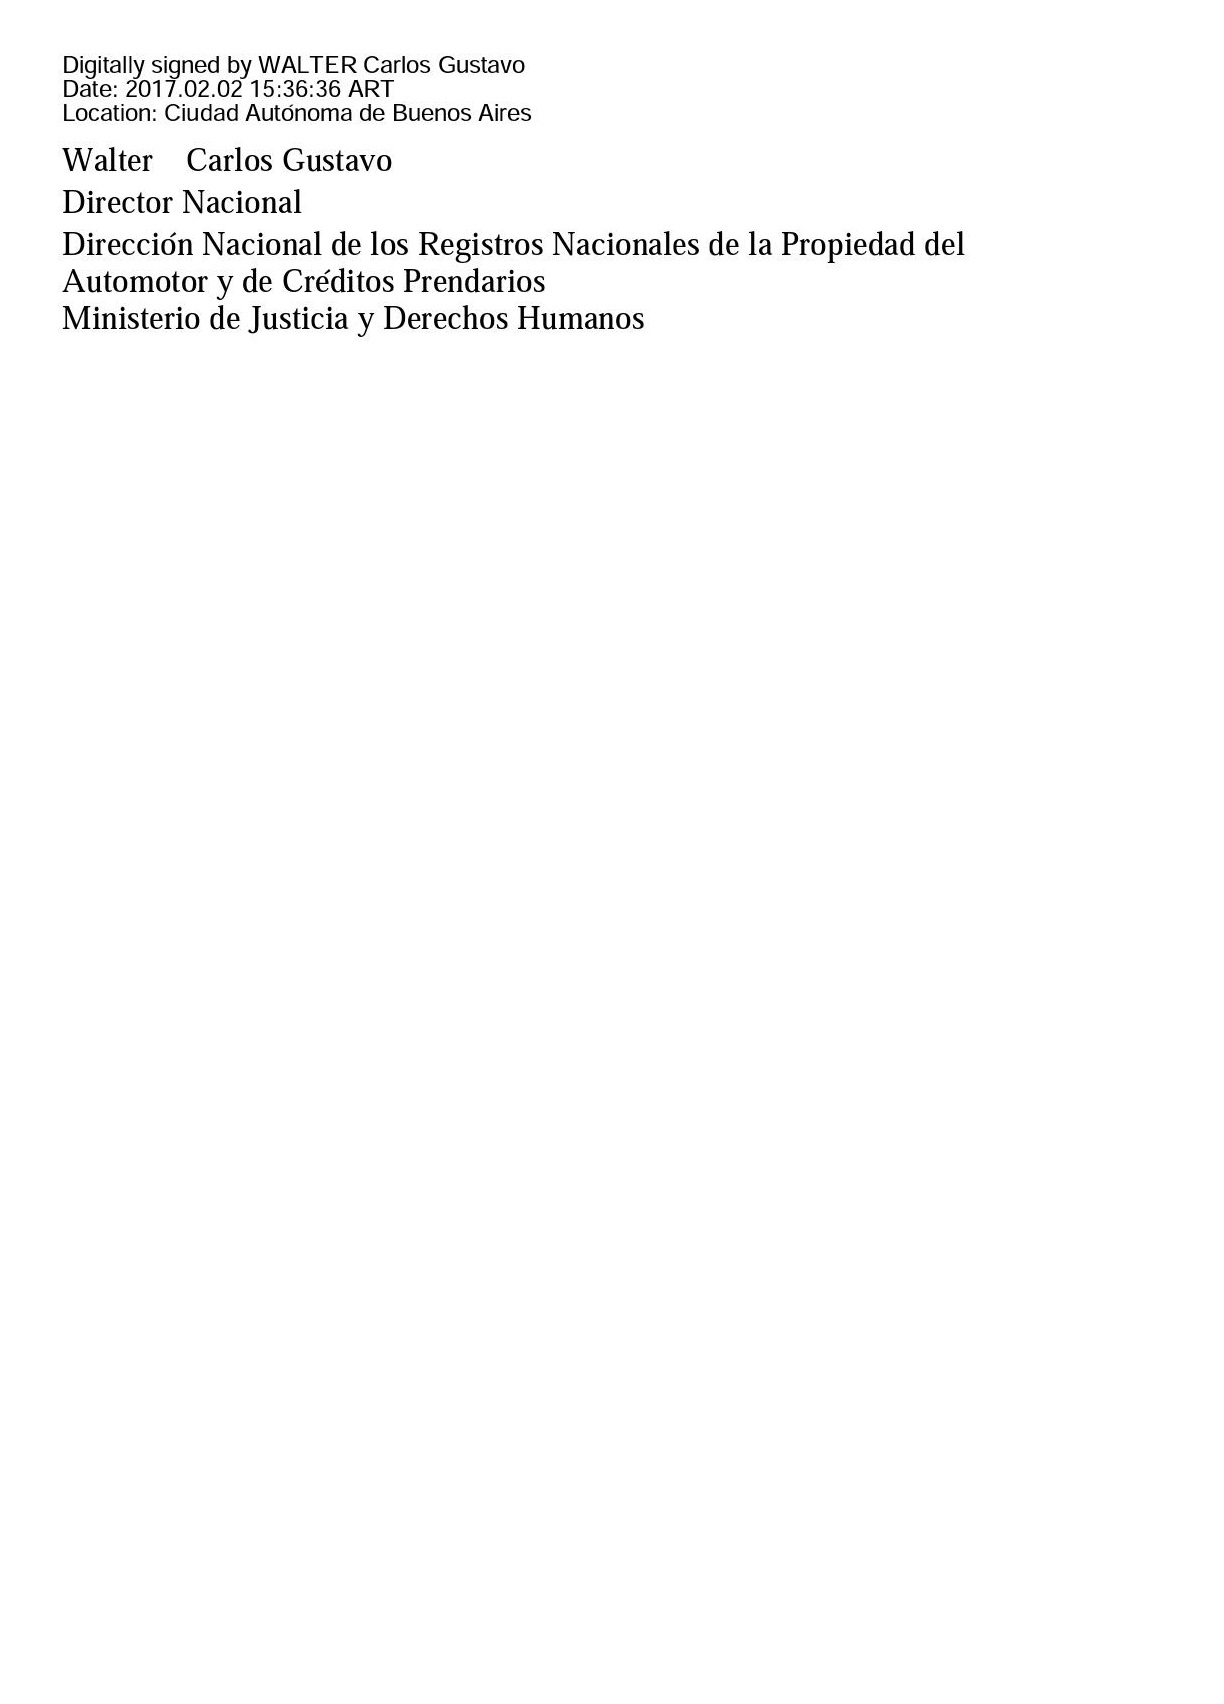 Digitally signed by WALTER Carlos Gustavo
Date: 2017.02.02 15:36:36 ART
Location: Ciudad Autónoma de Buenos Aires
Walter Carlos Gustavo
Director Nacional
Dirección Nacional de los Registros Nacionales de la Propiedad del
Automotor y de Créditos Prendarios
Ministerio de Justicia y Derechos Humanos